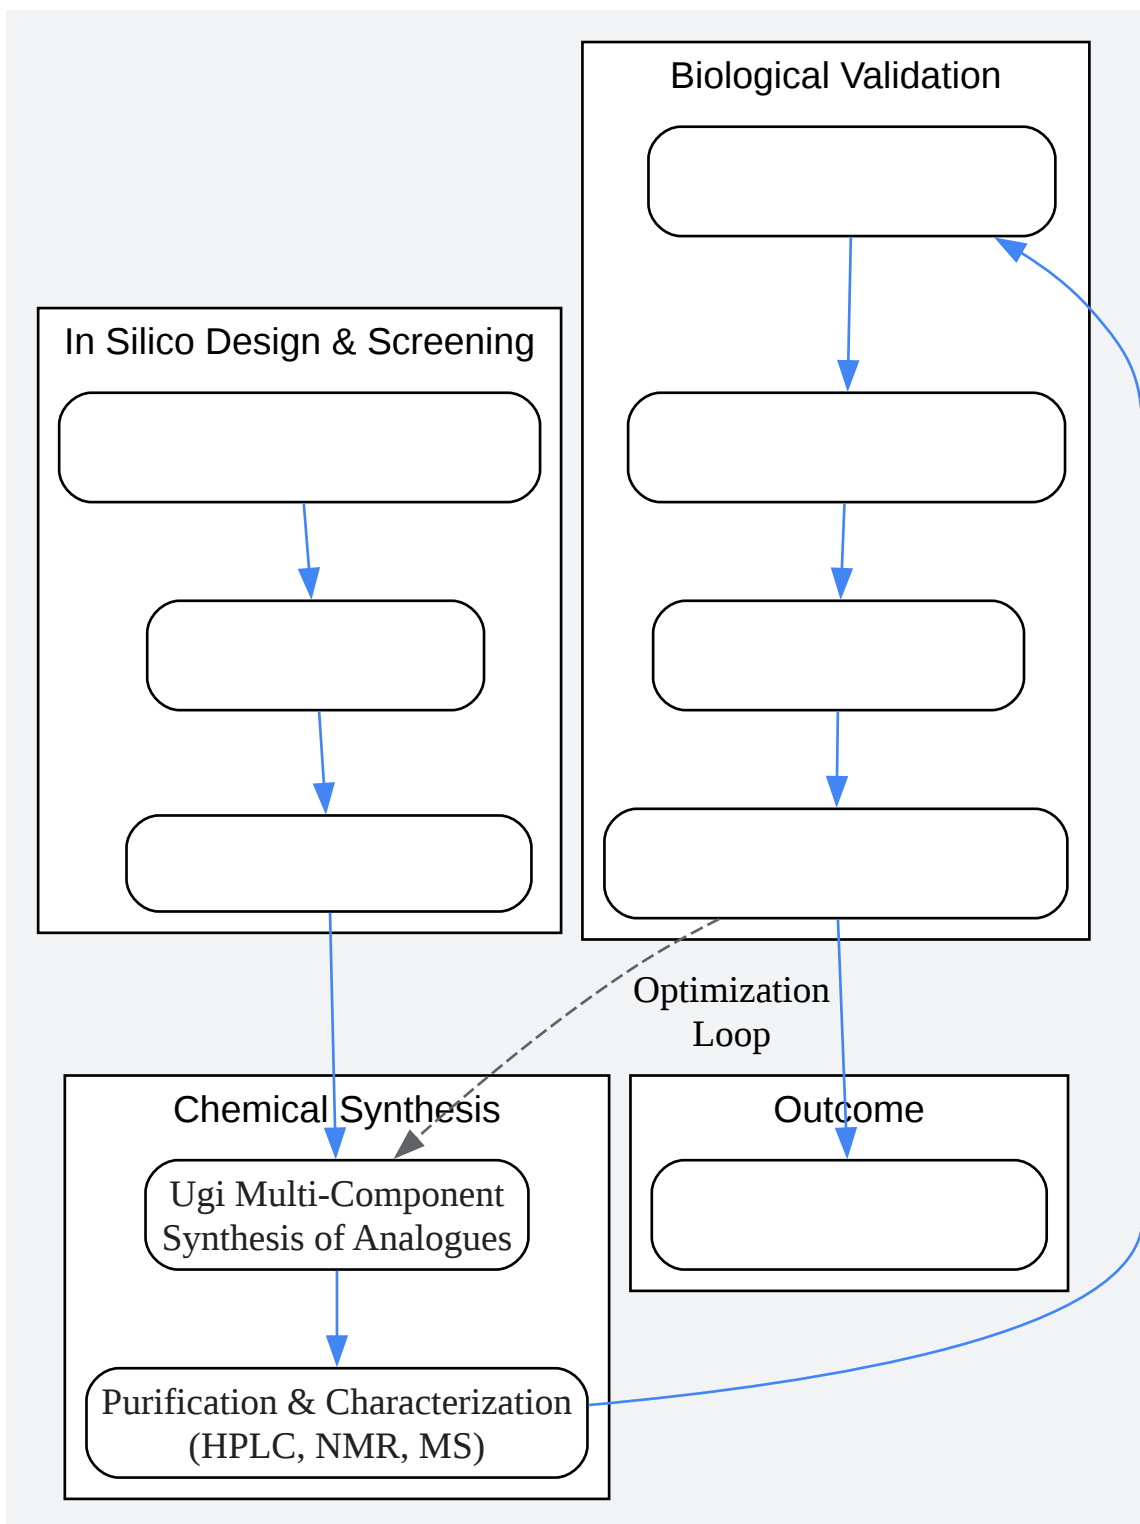 Biological Validation
In Silico Design & Screening
Optimization
Loop
Chemical Synthesis
Outcome
Ugi Multi-Component
Synthesis of Analogues
Purification & Characterization
(HPLC, NMR, MS)